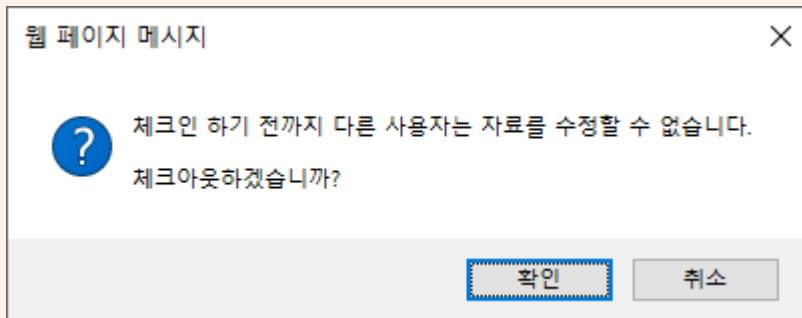 웹 페이지 메시지
체크인 하기 전까지 다른 사용자는 자료를 수정할 수 없습니다.
체크아웃하겠습니까?
확인 취소